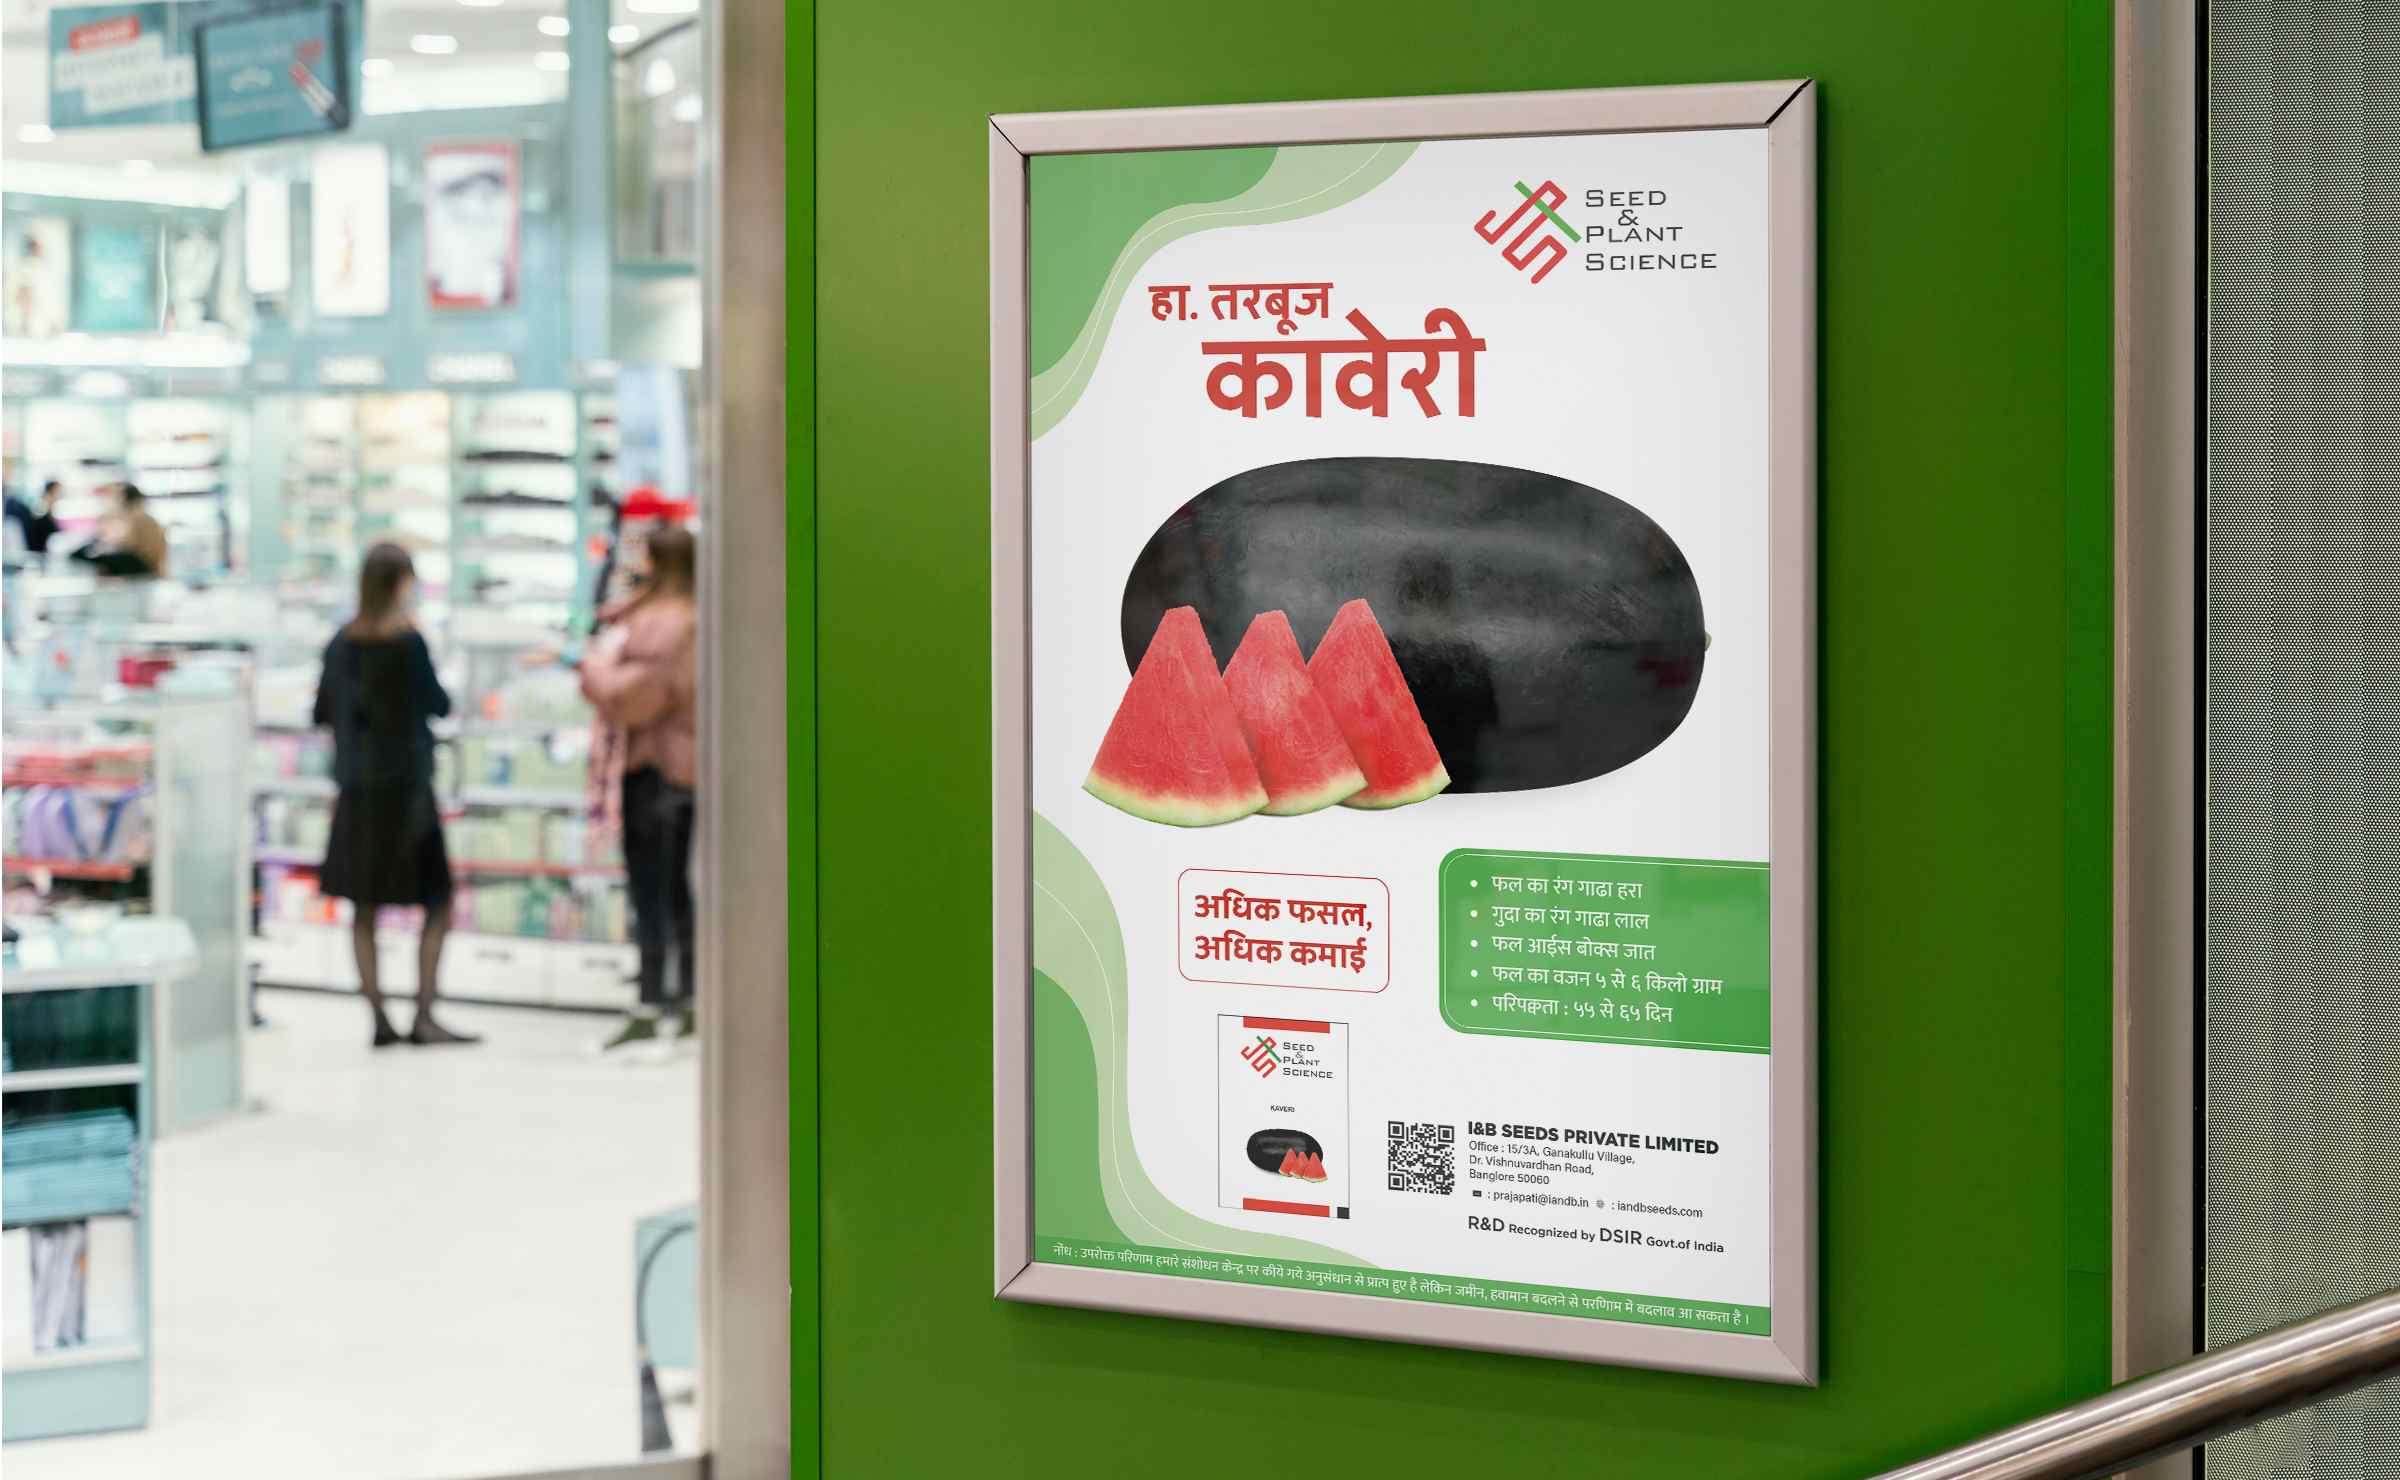 SEED
&
PLANT
SCIENCE
हा. तरबूज
कावेरी
अधिक फसल,
अधिक कमाई
• फल का रंग गाढा हरा
• गुदा का रंग गाढा लाल
• फल आईस बोक्स जात
• फल का वजन ५ से ६ किलो ग्राम
• परिपक्वता : ५५ से ६५ दिन
SEED
&
PLANT
SCIENCE
KAVERI
I&B SEEDS PRIVATE LIMITED
Office : 15/3A, Ganakullu Village,
Dr. Vishnuvardhan Road,
Banglore 50060
: prajapati@iandb.in : iandbseeds.com
R&D Recognized by DSIR Govt.of India
नोंध : उपरोक्त परिणाम हमारे संशोधन केन्द्र पर कीये गये अनुसंधान से प्रात्प हुए है लेकिन जमीन, हवामान बदलने से परणिाम में बदलाव आ सकता है ।